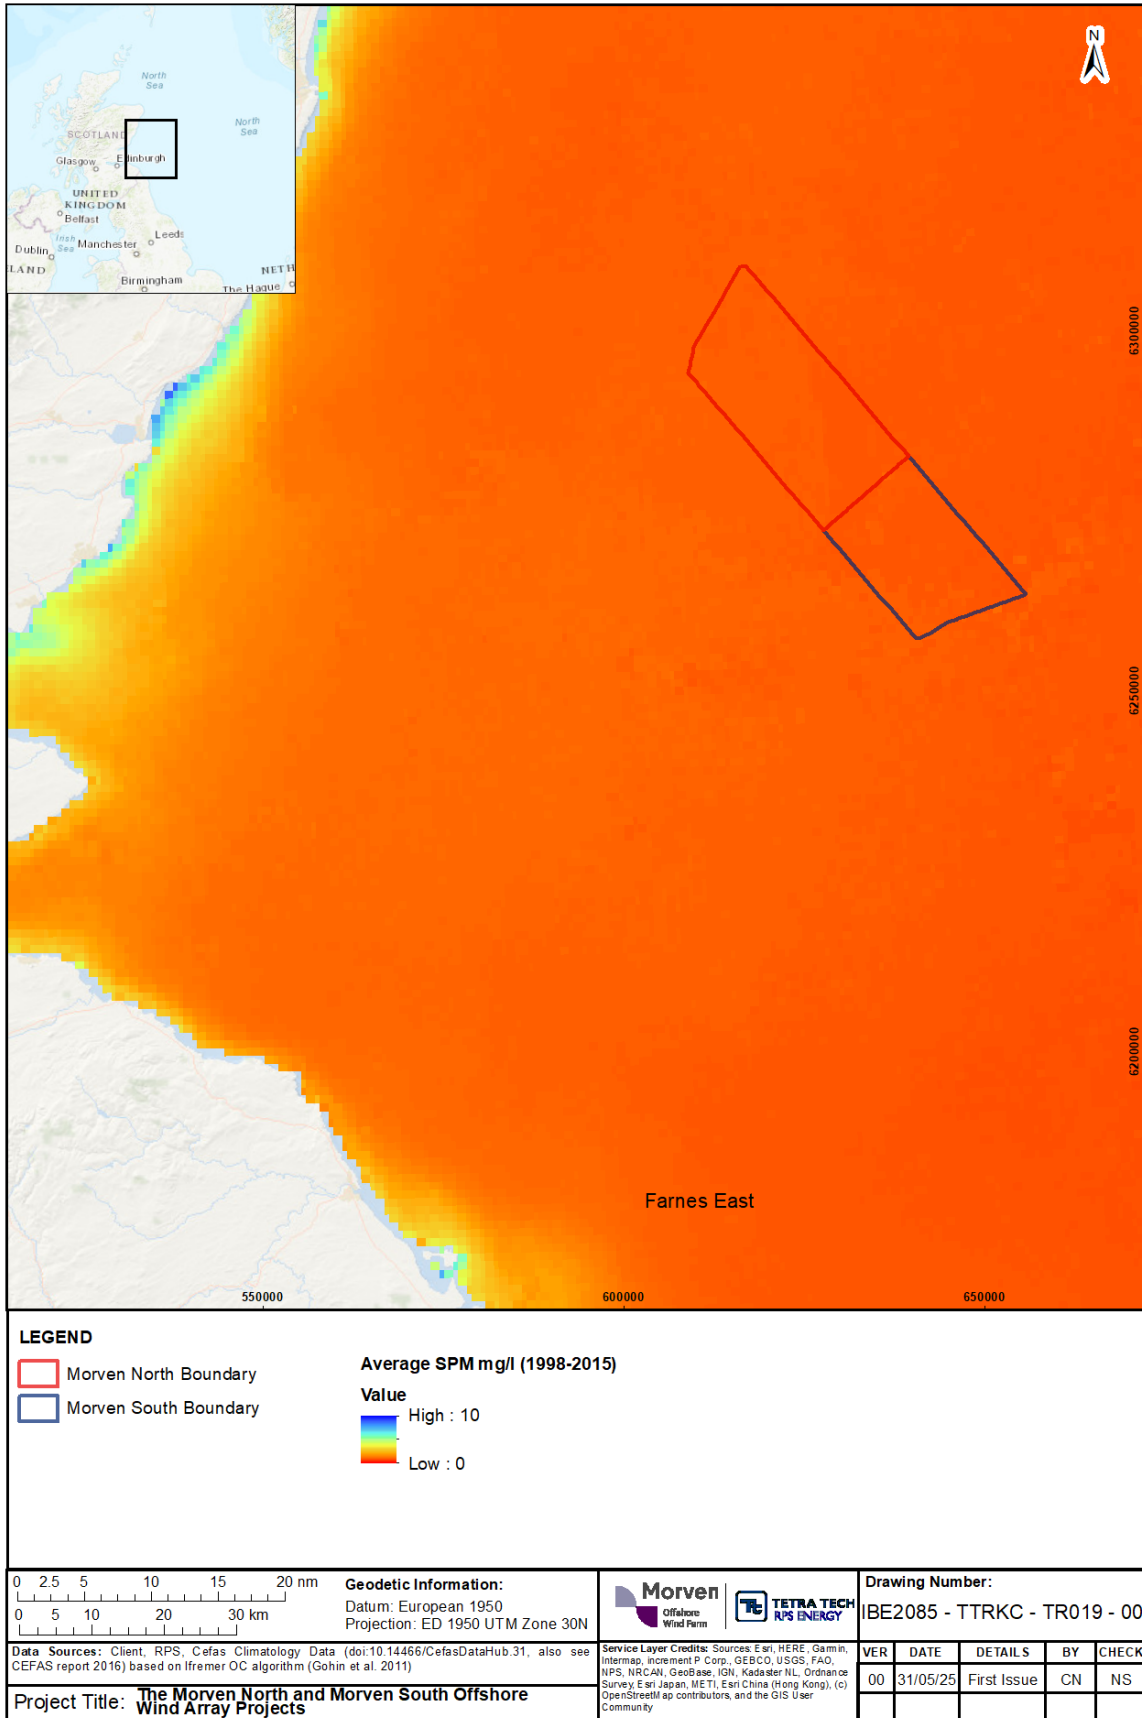 North
Sea
North
Sea
SCOTLAND
Glasgow
Edinburgh
UNITED
KINGDOM
Belfast
Irish
Sea
Leeds
Manchester
Dublin
LAND
Birmingham
NETH
The Hague
N
6300000
6250000
6200000
Farnes East
550000
600000
650000
LEGEND
Morven North Boundary
Morven South Boundary
Average SPM mg/l (1998-2015)
Value
High : 10
Low : 0
0 2.5 5 10 15 20 nm
0 5 10 20 30 km
Geodetic Information:
Datum: European 1950
Projection: ED 1950 UTM Zone 30N
Morven
Offshore
Wind Farm
TETRA TECH
RPS ENERGY
Drawing Number:
IBE2085 - TTRKC - TR019 - 00
Data Sources: Client, RPS, Cefas Climatology Data (doi:10.14466/CefasDataHub.31, also see
CEFAS report 2016) based on Ifremer OC algorithm (Gohin et al. 2011)
Service Layer Credits: Sources: Esri, HERE, Garmin,
Intermap, increment P Corp., GEBCO, USGS, FAO,
NPS, NRCAN, GeoBase, IGN, Kadaster NL, Ordnance
Survey, Esri Japan, METI, Esri China (Hong Kong), (c)
OpenStreetMap contributors, and the GIS User
Community
VER DATE DETAILS BY CHECK
00 31/05/25 First Issue CN NS
Project Title: The Morven North and Morven South Offshore
Wind Array Projects